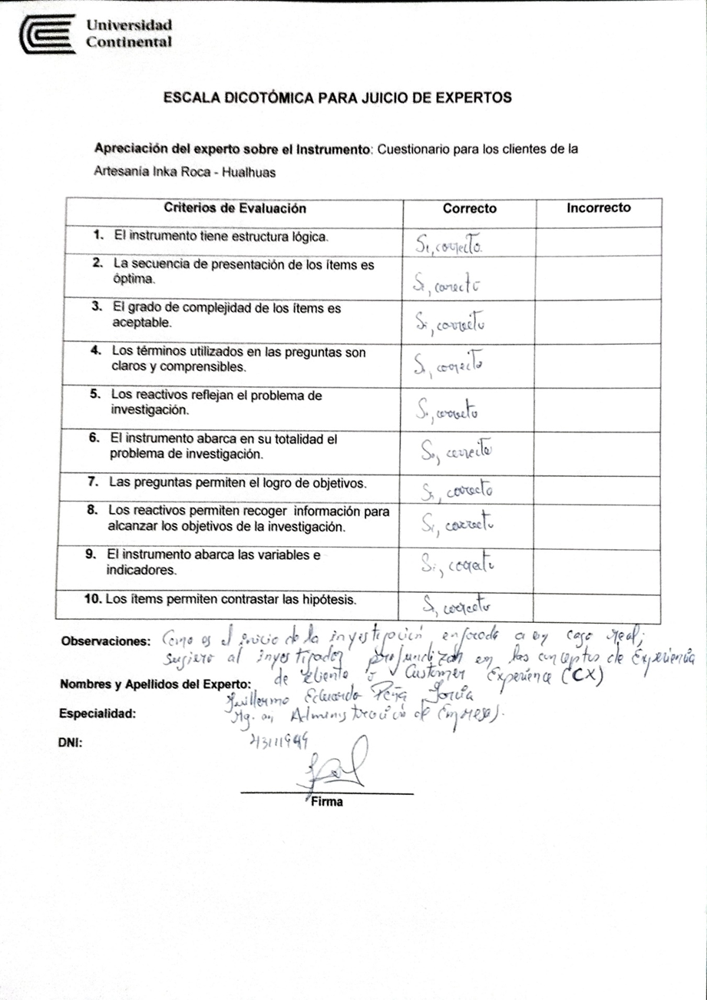 Universidad
Continental
ESCALA DICOTÓMICA PARA JUICIO DE EXPERTOS
Apreciación del experto sobre el Instrumento: Cuestionario para los clientes de la
Artesanía Inka Roca - Hualhuas
Criterios de Evaluación Correcto Incorrecto
1. El instrumento tiene estructura lógica. Si, correcto.
2. La secuencia de presentación de los ítems es
óptima. Si, correcto
3. El grado de complejidad de los ítems es
aceptable. Si, correcto
4. Los términos utilizados en las preguntas son
claros y comprensibles. Si, correcto
5. Los reactivos reflejan el problema de
investigación. Si, correcto
6. El instrumento abarca en su totalidad el
problema de investigación. Si, correcto
7. Las preguntas permiten el logro de objetivos. Si, correcto
8. Los reactivos permiten recoger información para
alcanzar los objetivos de la investigación. Si, correcto
9. El instrumento abarca las variables e
indicadores. Si, correcto
10. Los ítems permiten contrastar las hipótesis. Si, correcto
Observaciones: Como es el inicio de la investigación enfocado a un caso real;
sugiero al investigador profundizar en los conceptos de Experiencia
de cliente ó Customer Experience (CX)
Nombres y Apellidos del Experto: Guillermo Eduardo Peña
Especialidad: Mg. en Administración de Empresas.
DNI:
Firma